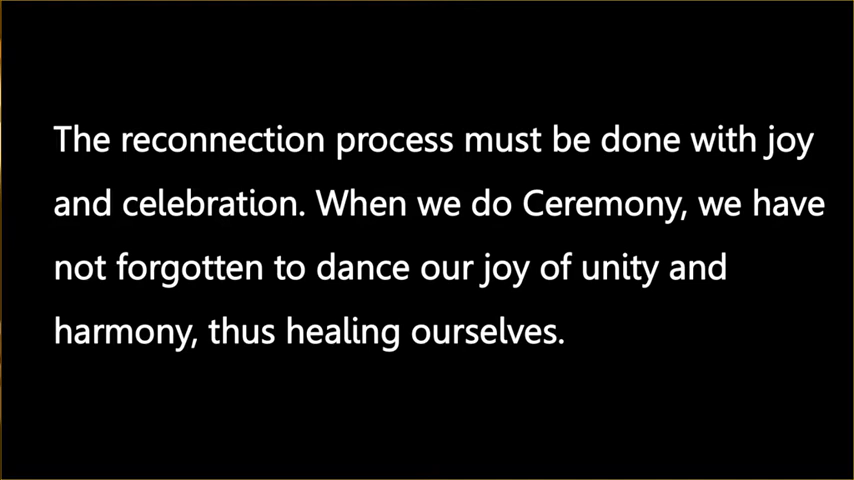 The reconnection process must be done with joy
and celebration. When we do Ceremony, we have
not forgotten to dance our joy of unity and
harmony, thus healing ourselves.